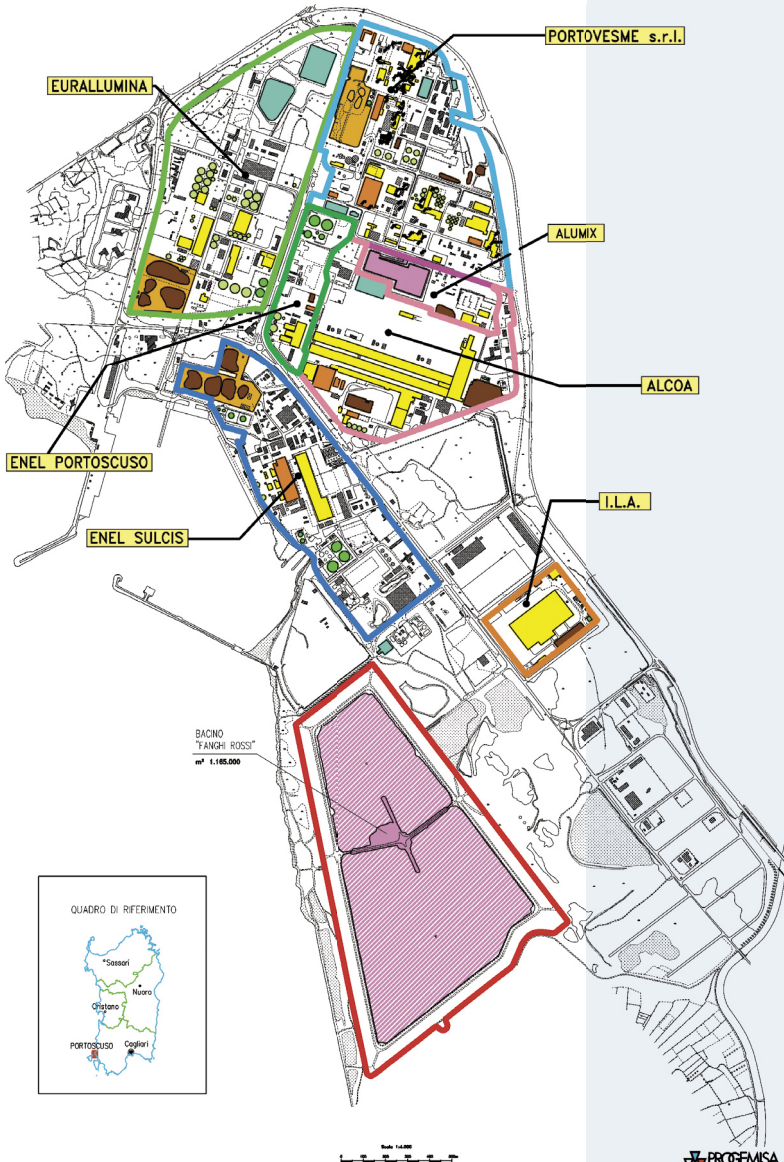 PORTOVESME s.r.l.
EURALLUMINA
ALUMIX
ALCOA
ENEL PORTOSCUSO
I.L.A.
ENEL SULCIS
BACINO
"FANGHI ROSSI"
m² 1.165.000
QUADRO DI RIFERIMENTO
Sassari
Nuoro
Oristano
PORTOSCUSO
Cagliari
PROGEMISA